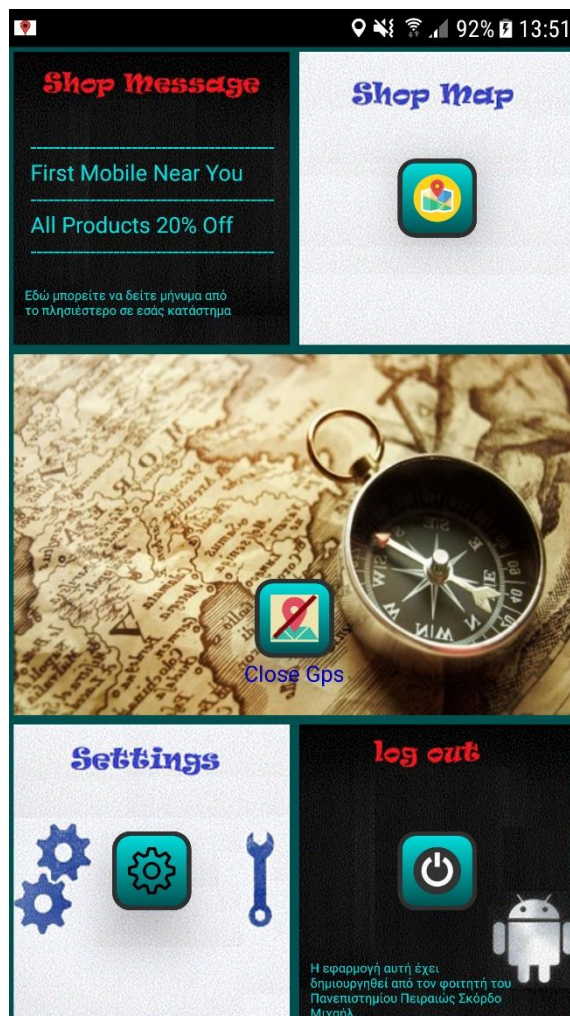 92% 13:51
Shop Message
First Mobile Near You
All Products 20% Off
Εδώ μπορείτε να δείτε μήνυμα από
το πλησιέστερο σε εσάς κατάστημα
Shop Map
Close Gps
Settings
log out
Η εφαρμογή αυτή έχει
δημιουργηθεί από τον φοιτητή του
Πανεπιστημίου Πειραιώς Σκόρδο
Μιχαήλ